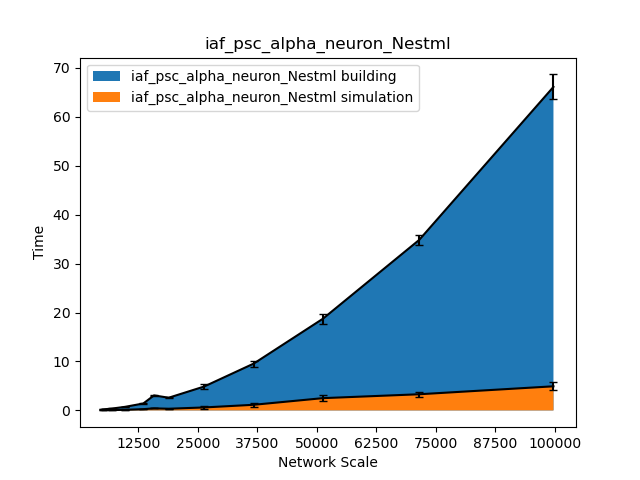 iaf_psc_alpha_neuron_Nestml
iaf_psc_alpha_neuron_Nestml building
iaf_psc_alpha_neuron_Nestml simulation
70
60
50
40
30
20
10
0
Time
12500 25000 37500 50000 62500 75000 87500 100000
Network Scale